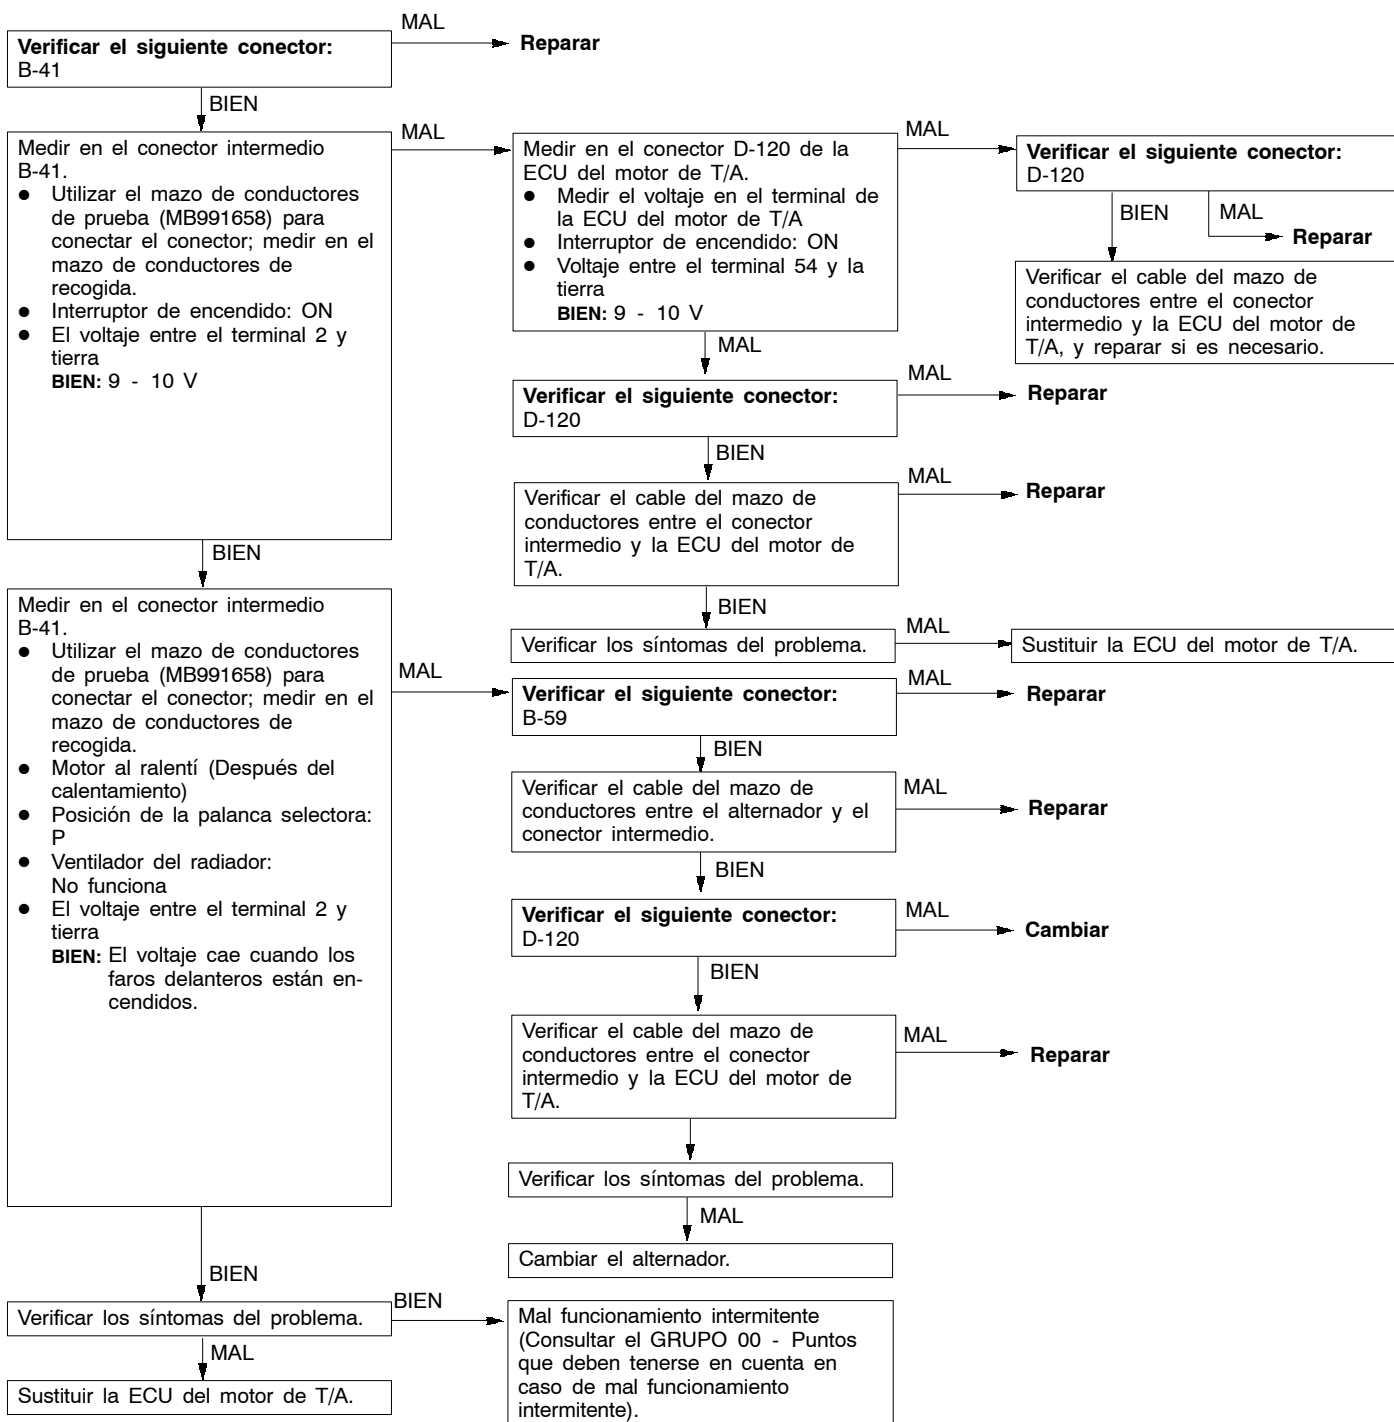 MAL
Verificar el siguiente conector:
B-41
Reparar
BIEN
Medir en el conector intermedio
B-41.
● Utilizar el mazo de conductores
de prueba (MB991658) para
conectar el conector; medir en el
mazo de conductores de
recogida.
● Interruptor de encendido: ON
● El voltaje entre el terminal 2 y
tierra
BIEN: 9 - 10 V
MAL
Medir en el conector D-120 de la
ECU del motor de T/A.
● Medir el voltaje en el terminal de
la ECU del motor de T/A
● Interruptor de encendido: ON
● Voltaje entre el terminal 54 y la
tierra
BIEN: 9 - 10 V
MAL
Verificar el siguiente conector:
D-120
BIEN
MAL
Reparar
Verificar el cable del mazo de
conductores entre el conector
intermedio y la ECU del motor de
T/A, y reparar si es necesario.
MAL
Verificar el siguiente conector:
D-120
MAL
Reparar
BIEN
Verificar el cable del mazo de
conductores entre el conector
intermedio y la ECU del motor de
T/A.
MAL
Reparar
BIEN
Verificar los síntomas del problema.
MAL
Sustituir la ECU del motor de T/A.
BIEN
Medir en el conector intermedio
B-41.
● Utilizar el mazo de conductores
de prueba (MB991658) para
conectar el conector; medir en el
mazo de conductores de
recogida.
● Motor al ralentí (Después del
calentamiento)
● Posición de la palanca selectora:
P
● Ventilador del radiador:
No funciona
● El voltaje entre el terminal 2 y
tierra
BIEN: El voltaje cae cuando los
faros delanteros están en-
cendidos.
MAL
Verificar el siguiente conector:
B-59
MAL
Reparar
BIEN
Verificar el cable del mazo de
conductores entre el alternador y el
conector intermedio.
MAL
Reparar
BIEN
Verificar el siguiente conector:
D-120
MAL
Cambiar
BIEN
Verificar el cable del mazo de
conductores entre el conector
intermedio y la ECU del motor de
T/A.
MAL
Reparar
Verificar los síntomas del problema.
MAL
Cambiar el alternador.
BIEN
Verificar los síntomas del problema.
BIEN
Mal funcionamiento intermitente
(Consultar el GRUPO 00 - Puntos
que deben tenerse en cuenta en
caso de mal funcionamiento
intermitente).
MAL
Sustituir la ECU del motor de T/A.